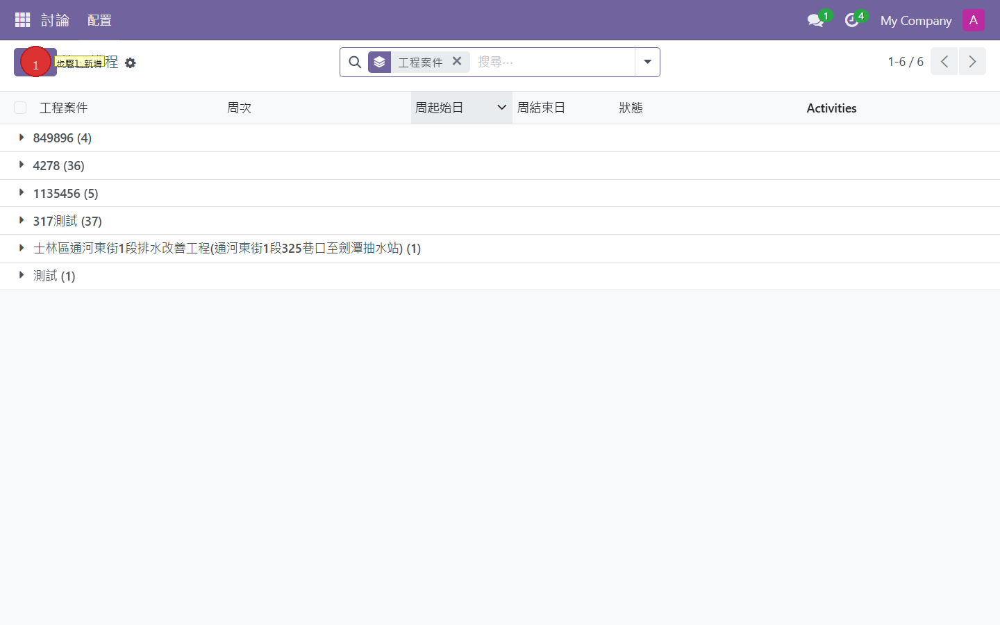 討論 配置 1 4 My Company A
1 步驟1: 新增 程 工程案件 搜尋⋯ 1-6 / 6
工程案件 周次 周起始日 周結束日 狀態 Activities
849896 (4)
4278 (36)
1135456 (5)
317測試 (37)
士林區通河東街1段排水改善工程(通河東街1段325巷口至劍潭抽水站) (1)
測試 (1)